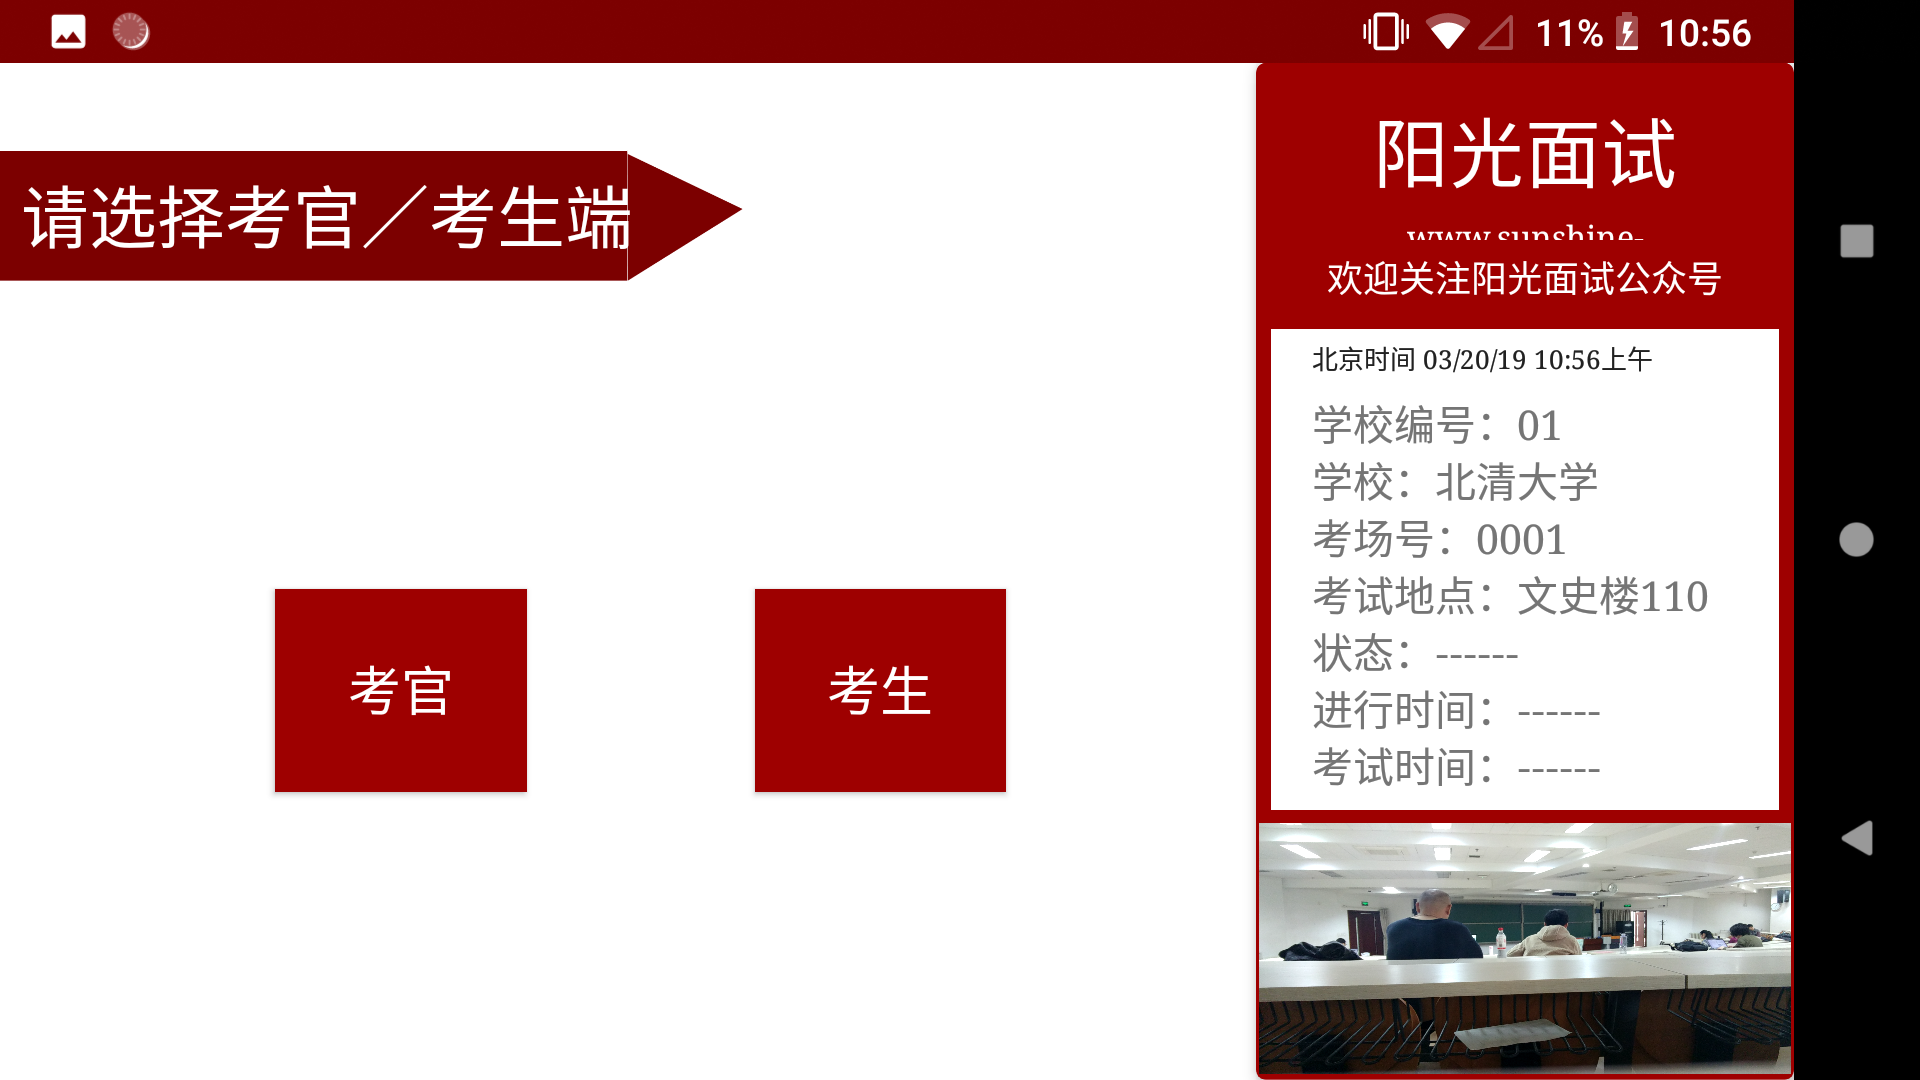 11% 10:56
请选择考官／考生端
考官
考生
阳光面试
www.sunshine-
欢迎关注阳光面试公众号
北京时间 03/20/19 10:56上午
学校编号：01
学校：北清大学
考场号：0001
考试地点：文史楼110
状态：------
进行时间：------
考试时间：------